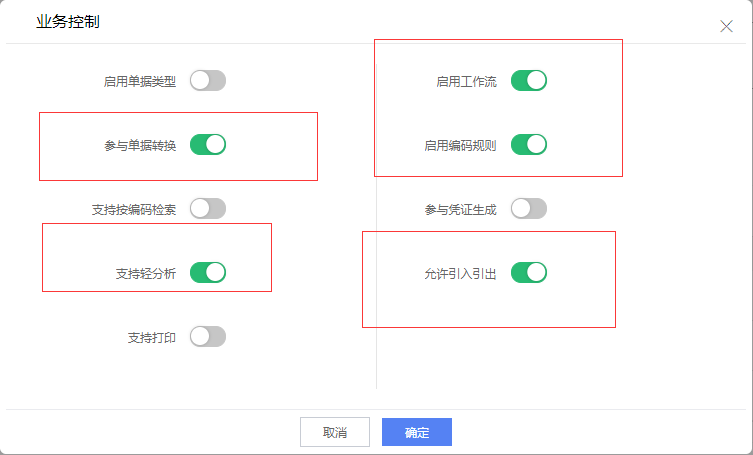 业务控制
启用单据类型
启用工作流
参与单据转换
启用编码规则
支持按编码检索
参与凭证生成
支持轻分析
允许引入引出
支持打印
取消
确定